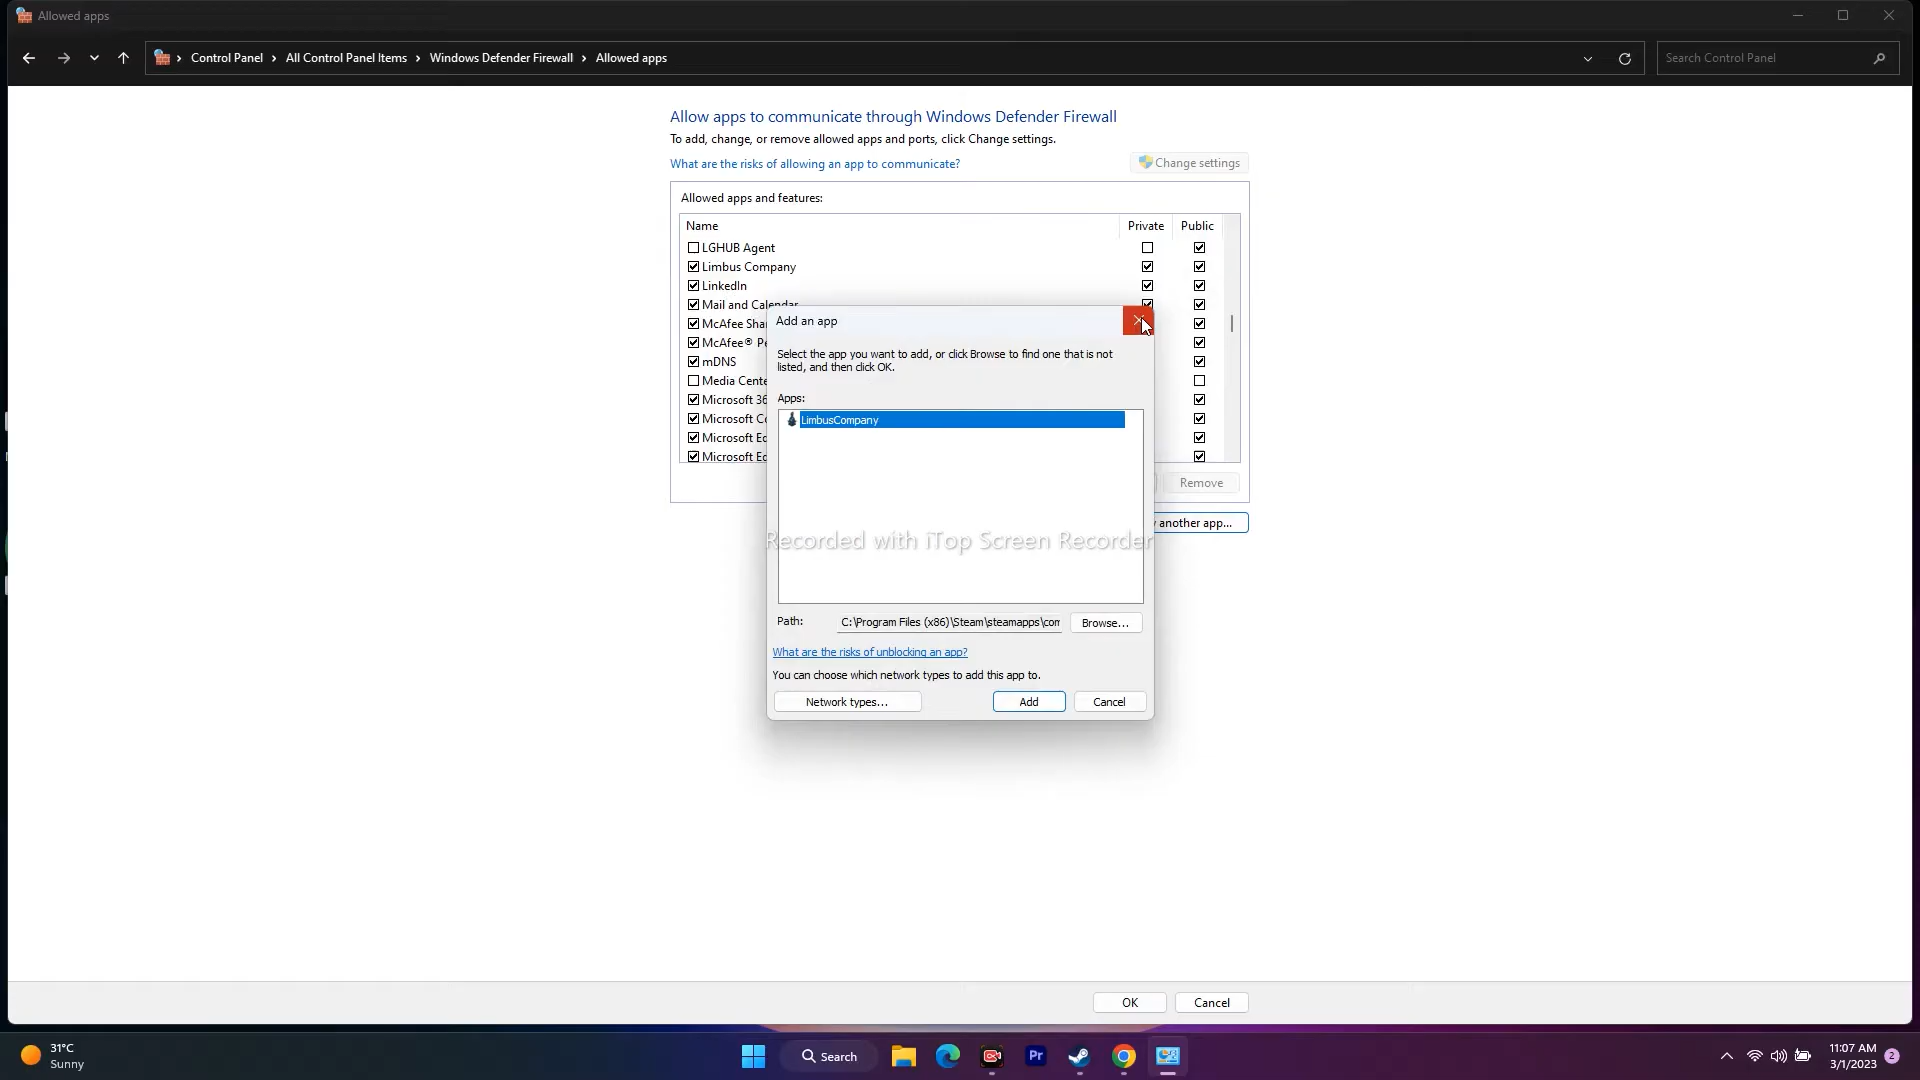 Allowed apps
Control Panel > All Control Panel Items > Windows Defender Firewall > Allowed apps
Search Control Panel
Allow apps to communicate through Windows Defender Firewall
To add, change, or remove allowed apps and ports, click Change settings.
What are the risks of allowing an app to communicate?
Change settings
Allowed apps and features:
Name Private Public
LGHUB Agent
Limbus Company
LinkedIn
Mail and Calendar
McAfee Sha
McAfee® Pe
mDNS
Media Cente
Microsoft 36
Microsoft Co
Microsoft Ed
Microsoft Ed
Add an app
Select the app you want to add, or click Browse to find one that is not
listed, and then click OK.
Apps:
LimbusCompany
Remove
another app...
Recorded with iTop Screen Recorder
Path: C:\Program Files (x86)\Steam\steamapps\com Browse...
What are the risks of unblocking an app?
You can choose which network types to add this app to.
Network types... Add Cancel
OK Cancel
31°C
Sunny
Search
Pr
11:07 AM
3/1/2023
2